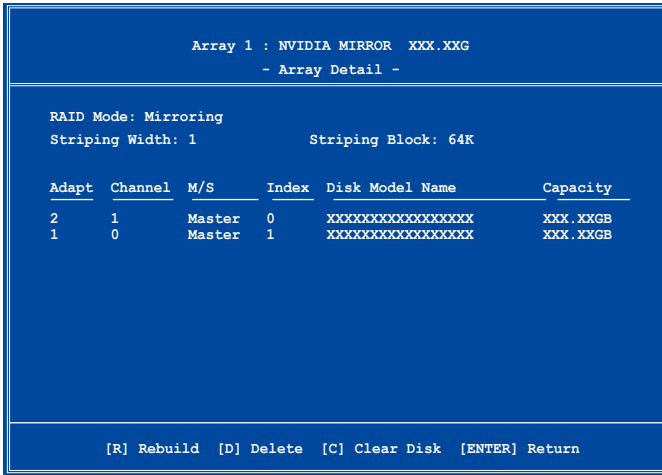 Array 1 : NVIDIA MIRROR XXX.XXG
- Array Detail -
RAID Mode: Mirroring
Striping Width: 1 Striping Block: 64K
Adapt Channel M/S Index Disk Model Name Capacity
2 1 Master 0 XXXXXXXXXXXXXXXXX XXX.XXGB
1 0 Master 1 XXXXXXXXXXXXXXXXX XXX.XXGB
[R] Rebuild [D] Delete [C] Clear Disk [ENTER] Return